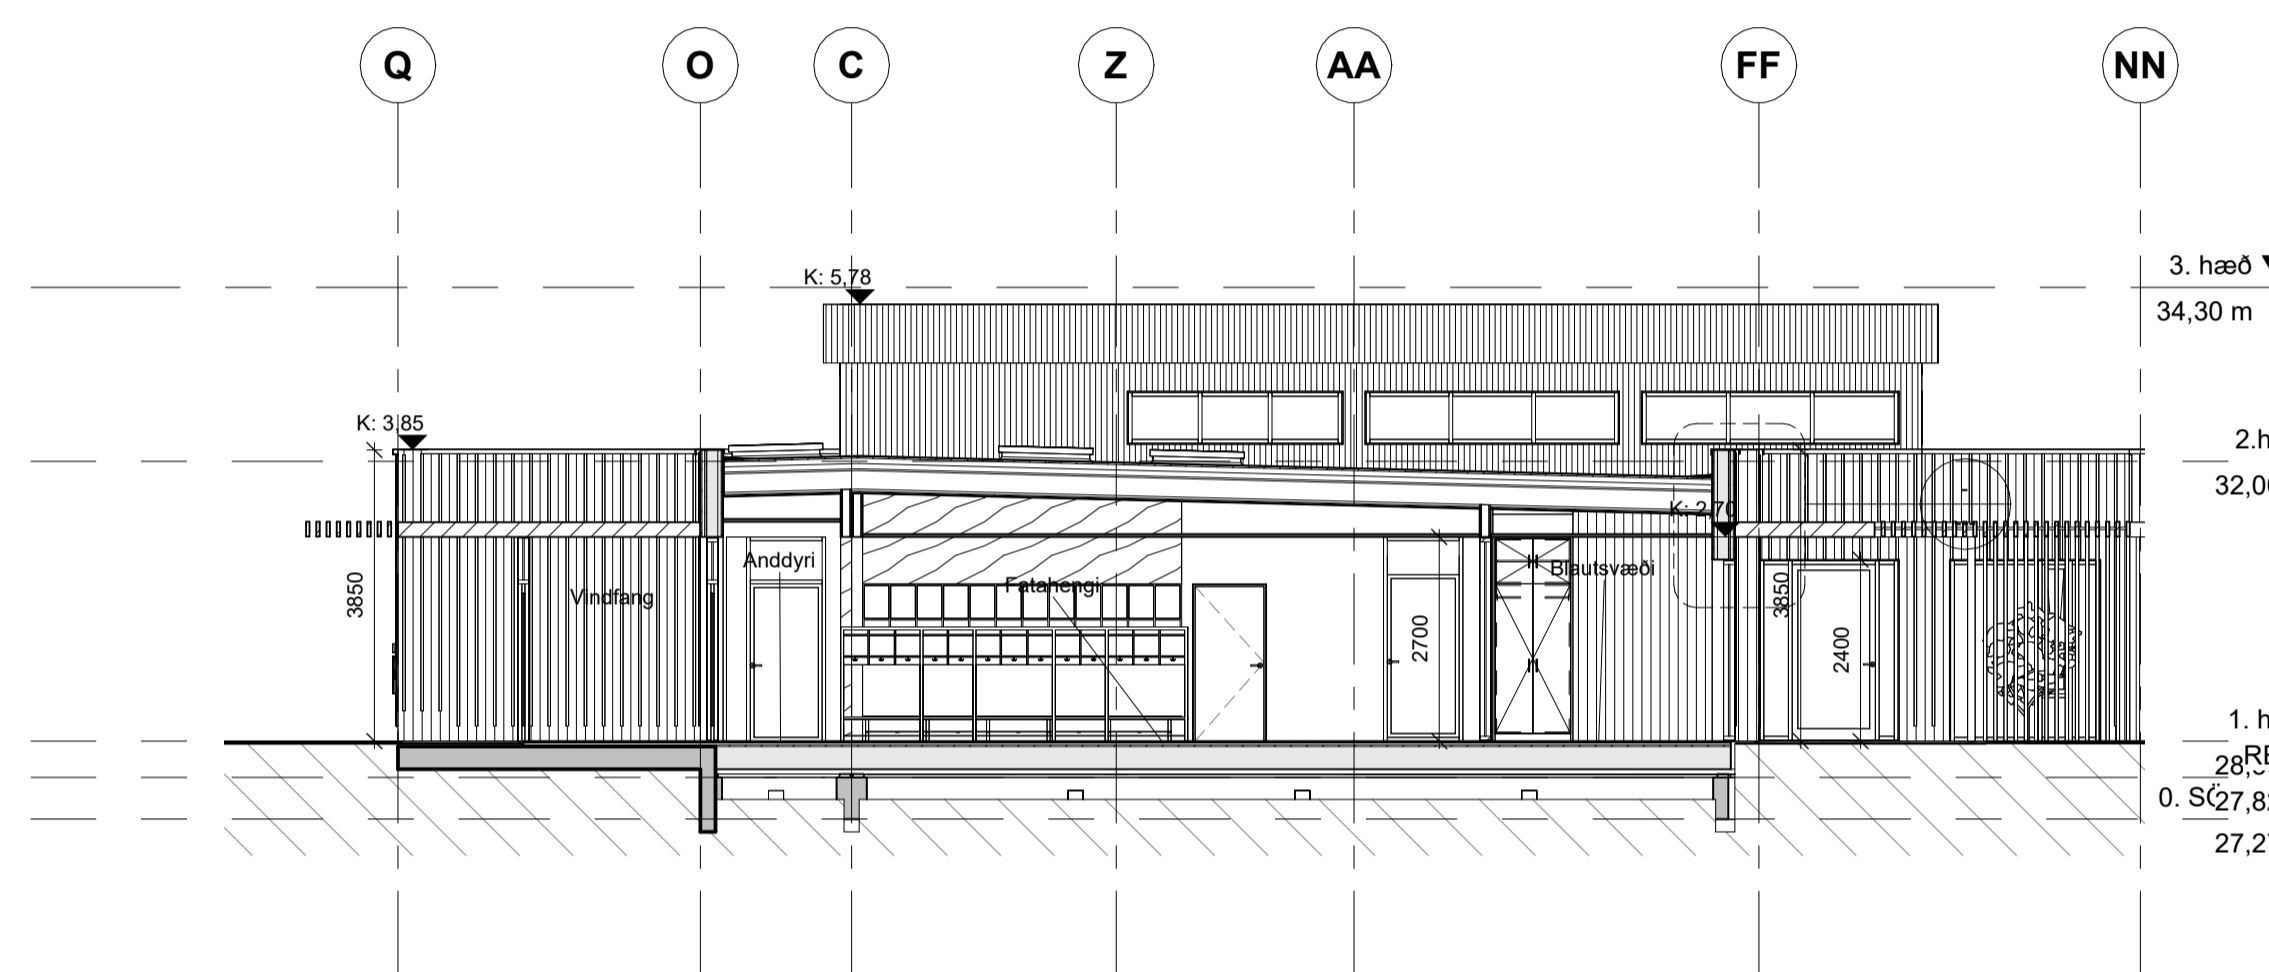 Q O C Z AA FF NN
3. hæð
K: 5,78
34,30 m
K: 3,85
2.h
32,0
K: 2,70
Anddyri
Blautsvæði
Fatahengi
Vindfang
3850
3850
2700
2400
1. h
28,
0. S
27,8
27,2